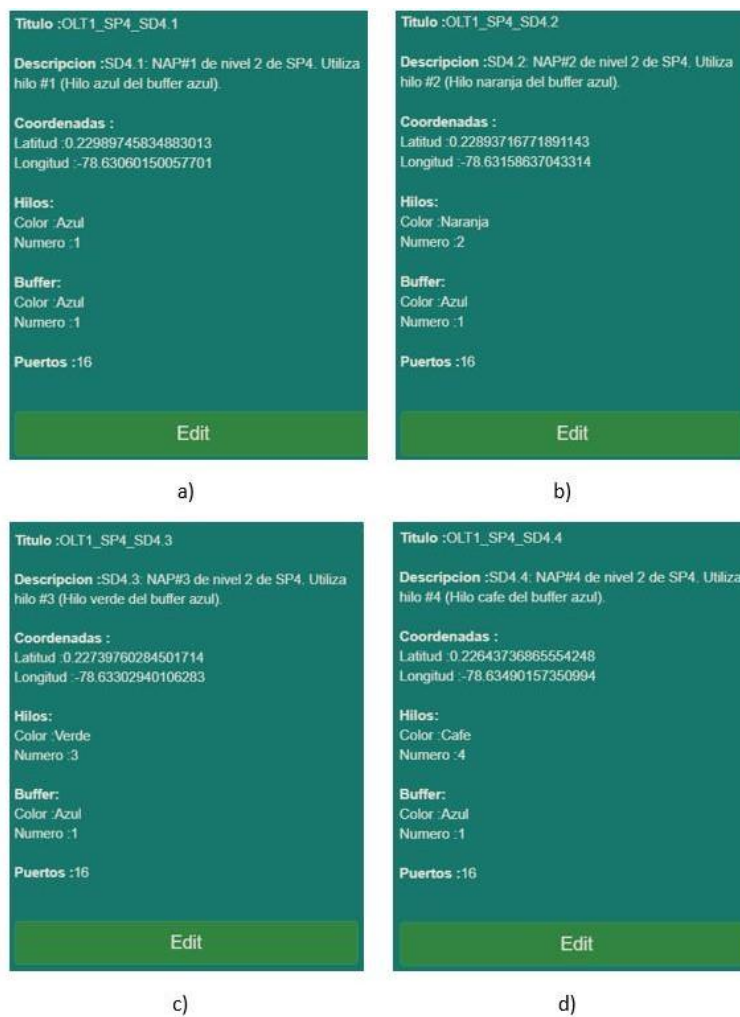 Titulo :OLT1_SP4_SD4.1
Descripcion :SD4.1: NAP#1 de nivel 2 de SP4. Utiliza
hilo #1 (Hilo azul del buffer azul).
Coordenadas :
Latitud :0.22989745834883013
Longitud :-78.63060150057701
Hilos:
Color :Azul
Numero :1
Buffer:
Color :Azul
Numero :1
Puertos :16
Edit
a)
Titulo :OLT1_SP4_SD4.2
Descripcion :SD4.2: NAP#2 de nivel 2 de SP4. Utiliza
hilo #2 (Hilo naranja del buffer azul).
Coordenadas :
Latitud :0.22893716771891143
Longitud :-78.63158637043314
Hilos:
Color :Naranja
Numero :2
Buffer:
Color :Azul
Numero :1
Puertos :16
Edit
b)
Titulo :OLT1_SP4_SD4.3
Descripcion :SD4.3: NAP#3 de nivel 2 de SP4. Utiliza
hilo #3 (Hilo verde del buffer azul).
Coordenadas :
Latitud :0.22739760284501714
Longitud :-78.63302940106283
Hilos:
Color :Verde
Numero :3
Buffer:
Color :Azul
Numero :1
Puertos :16
Edit
c)
Titulo :OLT1_SP4_SD4.4
Descripcion :SD4.4: NAP#4 de nivel 2 de SP4. Utiliza
hilo #4 (Hilo cafe del buffer azul).
Coordenadas :
Latitud :0.22643736865554248
Longitud :-78.63490157350994
Hilos:
Color :Cafe
Numero :4
Buffer:
Color :Azul
Numero :1
Puertos :16
Edit
d)